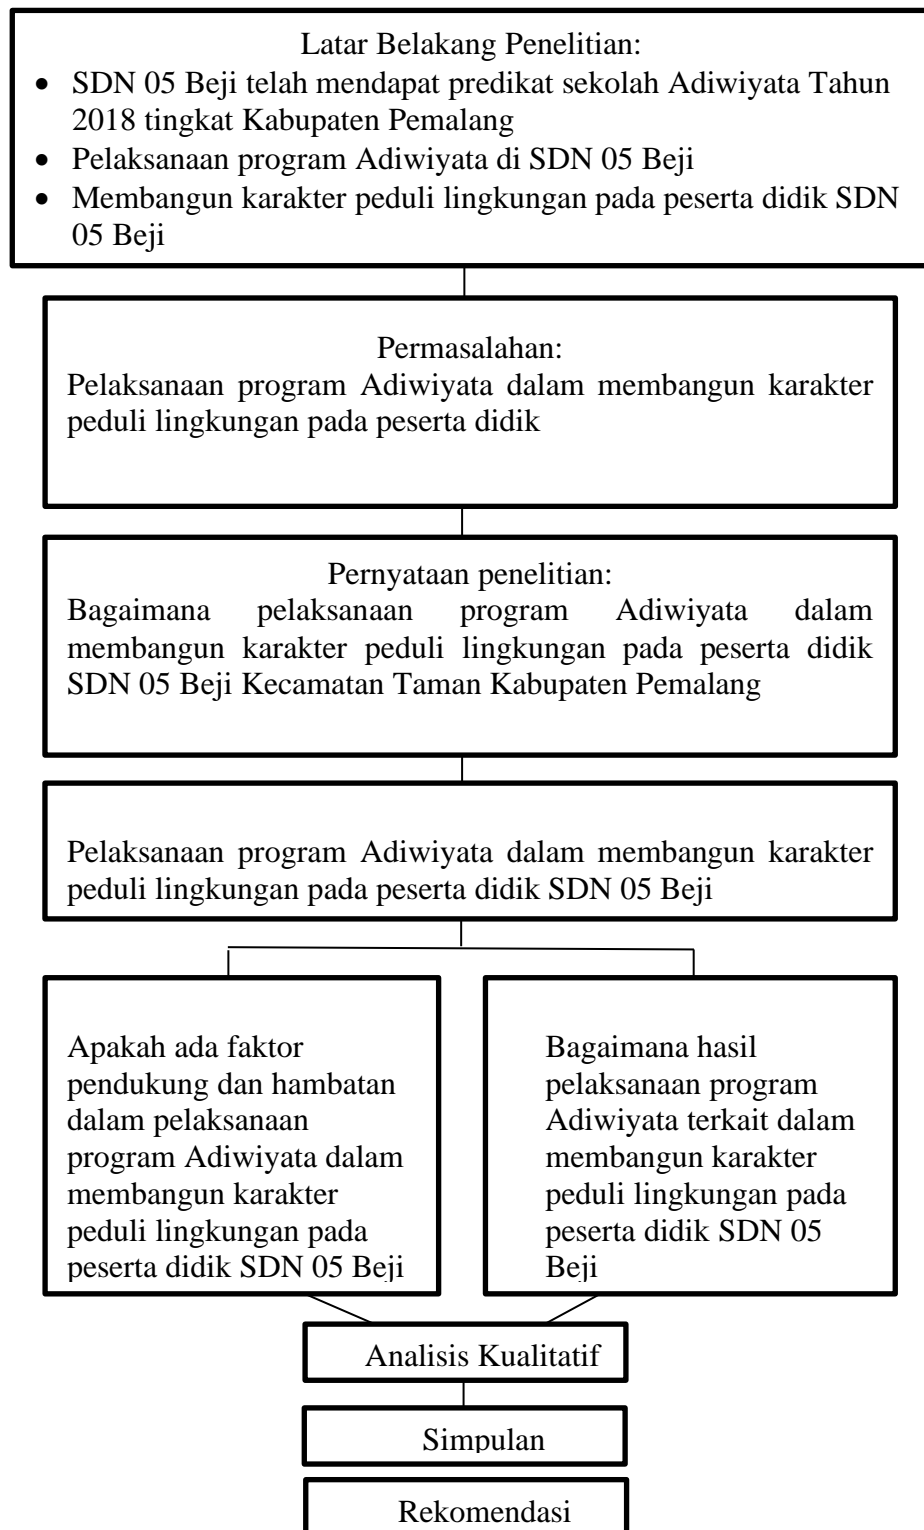 Latar Belakang Penelitian:
• SDN 05 Beji telah mendapat predikat sekolah Adiwiyata Tahun
2018 tingkat Kabupaten Pemalang
• Pelaksanaan program Adiwiyata di SDN 05 Beji
• Membangun karakter peduli lingkungan pada peserta didik SDN
05 Beji
Permasalahan:
Pelaksanaan program Adiwiyata dalam membangun karakter
peduli lingkungan pada peserta didik
Pernyataan penelitian:
Bagaimana pelaksanaan program Adiwiyata dalam
membangun karakter peduli lingkungan pada peserta didik
SDN 05 Beji Kecamatan Taman Kabupaten Pemalang
Pelaksanaan program Adiwiyata dalam membangun karakter
peduli lingkungan pada peserta didik SDN 05 Beji
Apakah ada faktor
pendukung dan hambatan
dalam pelaksanaan
program Adiwiyata dalam
membangun karakter
peduli lingkungan pada
peserta didik SDN 05 Beji
Bagaimana hasil
pelaksanaan program
Adiwiyata terkait dalam
membangun karakter
peduli lingkungan pada
peserta didik SDN 05
Beji
Analisis Kualitatif
Simpulan
Rekomendasi